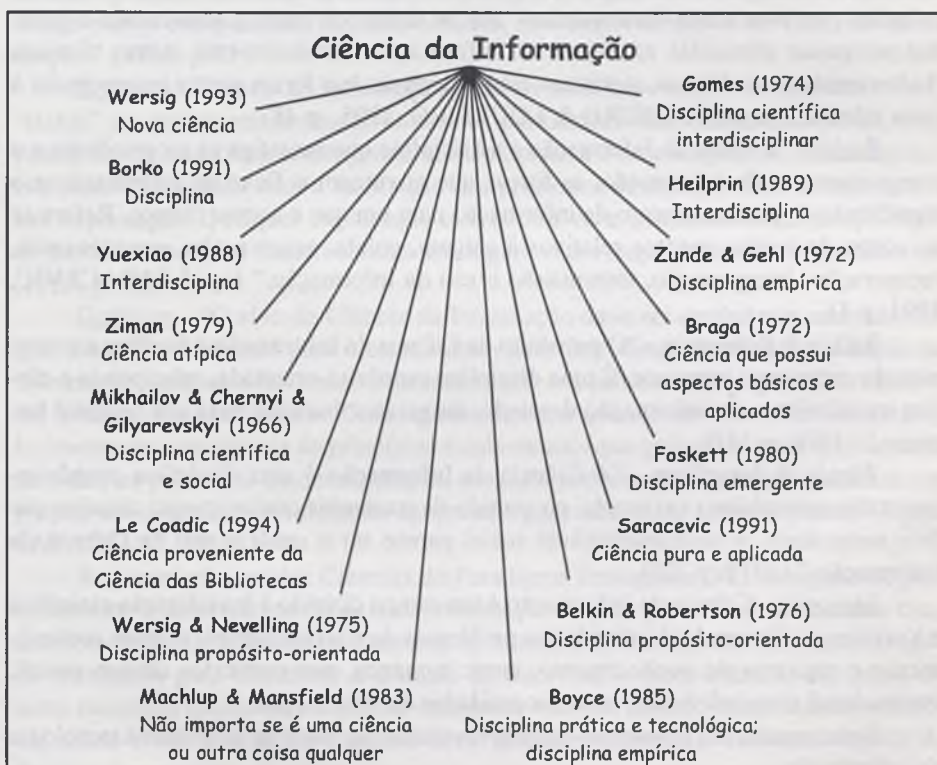 Ciência da Informação
Wersig (1993)
Nova ciência
Borko (1991)
Disciplina
Yuexiao (1988)
Interdisciplina
Ziman (1979)
Ciência atípica
Mikhailov & Chernyi &
Gilyarevskyi (1966)
Disciplina científica
e social
Le Coadic (1994)
Ciência proveniente da
Ciência das Bibliotecas
Wersig & Nevelling (1975)
Disciplina propósito-orientada
Machlup & Mansfield (1983)
Não importa se é uma ciência
ou outra coisa qualquer
Gomes (1974)
Disciplina científica
interdisciplinar
Heilprin (1989)
Interdisciplina
Zunde & Gehl (1972)
Disciplina empírica
Braga (1972)
Ciência que possui
aspectos básicos e
aplicados
Foskett (1980)
Disciplina emergente
Saracevic (1991)
Ciência pura e aplicada
Belkin & Robertson (1976)
Disciplina propósito-orientada
Boyce (1985)
Disciplina prática e tecnológica;
disciplina empírica